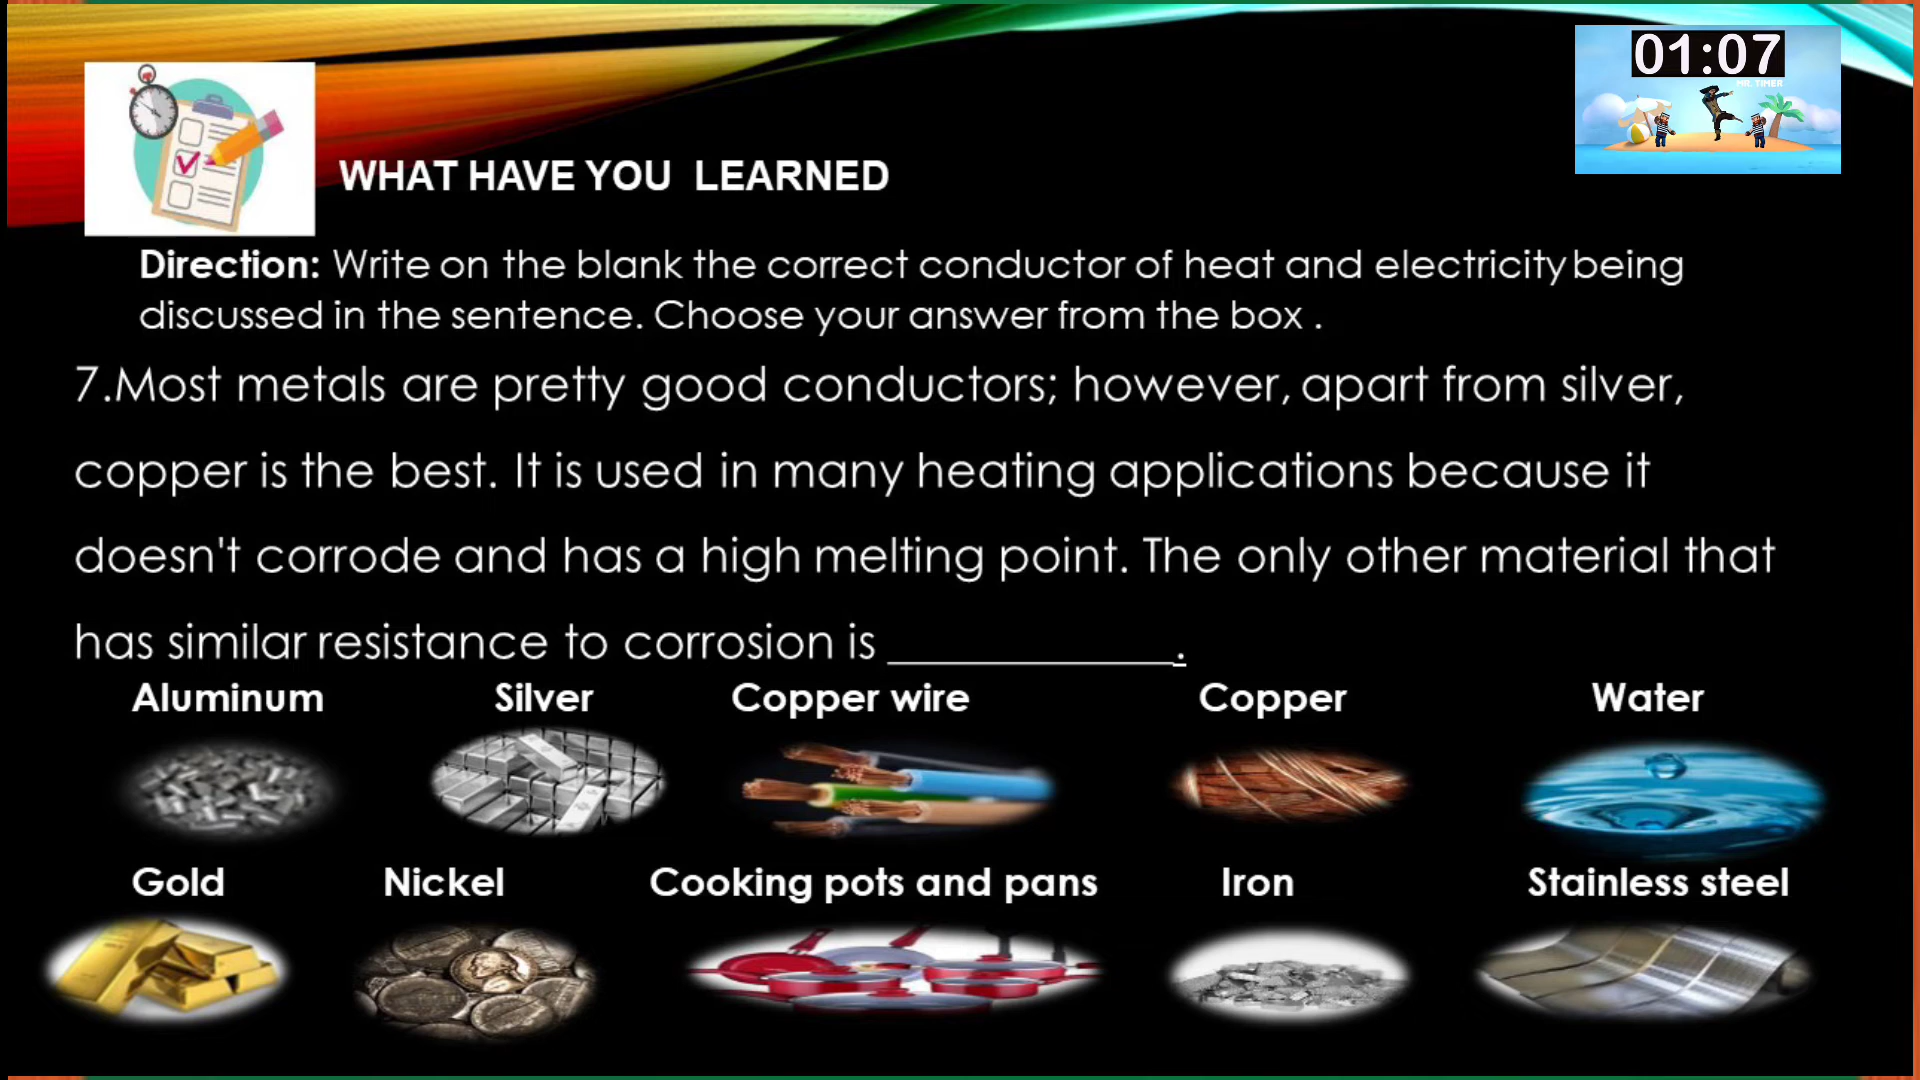 01:07
MR. TIMER
WHAT HAVE YOU LEARNED
Direction: Write on the blank the correct conductor of heat and electricity being
discussed in the sentence. Choose your answer from the box .
7.Most metals are pretty good conductors; however, apart from silver,
copper is the best. It is used in many heating applications because it
doesn't corrode and has a high melting point. The only other material that
has similar resistance to corrosion is ____________.
Aluminum Silver Copper wire Copper Water
Gold Nickel Cooking pots and pans Iron Stainless steel